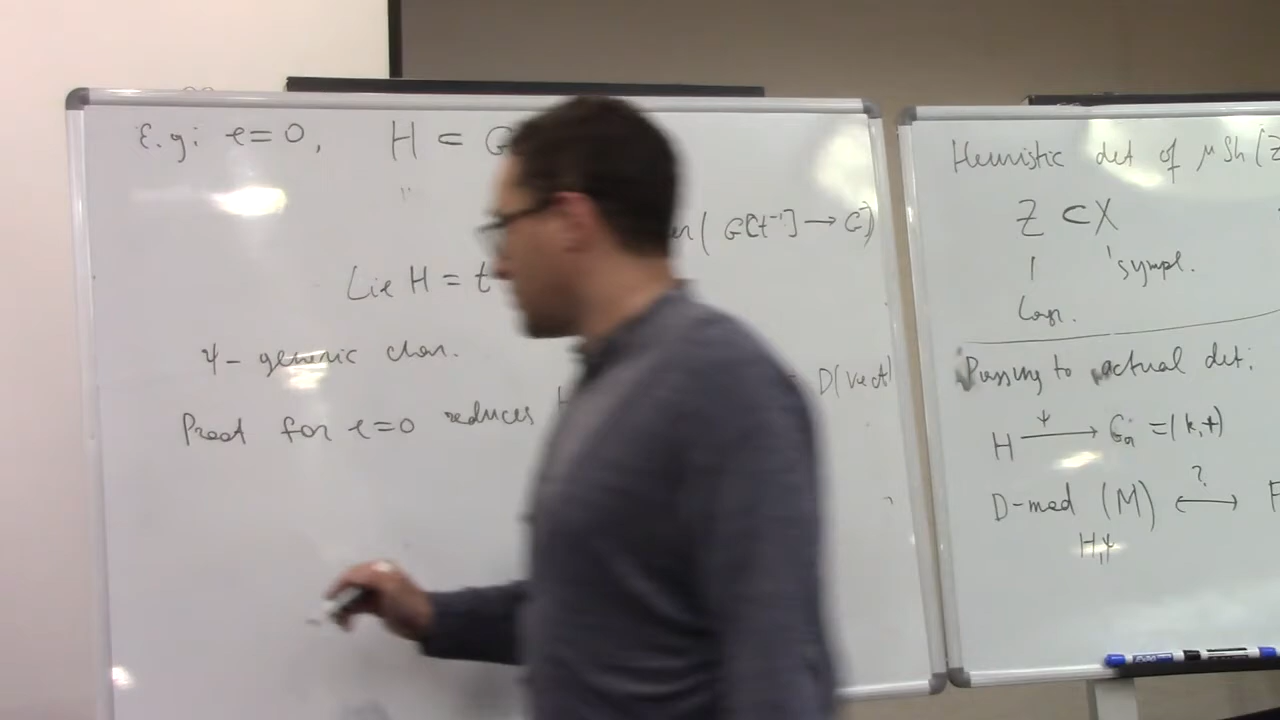 E.g: e=0, H ⊂ G
( G[t⁻¹] → G)
Lie H = t
ψ - generic char.
D(Vect)
Proof for e=0 reduces
Heuristic def of μSh(Z
Z ⊂ X
sympl.
Lagr.
Passing to actual def:
H →ψ Gₐ = (k,+)
D-mod (M) ⟷?
H,ψ